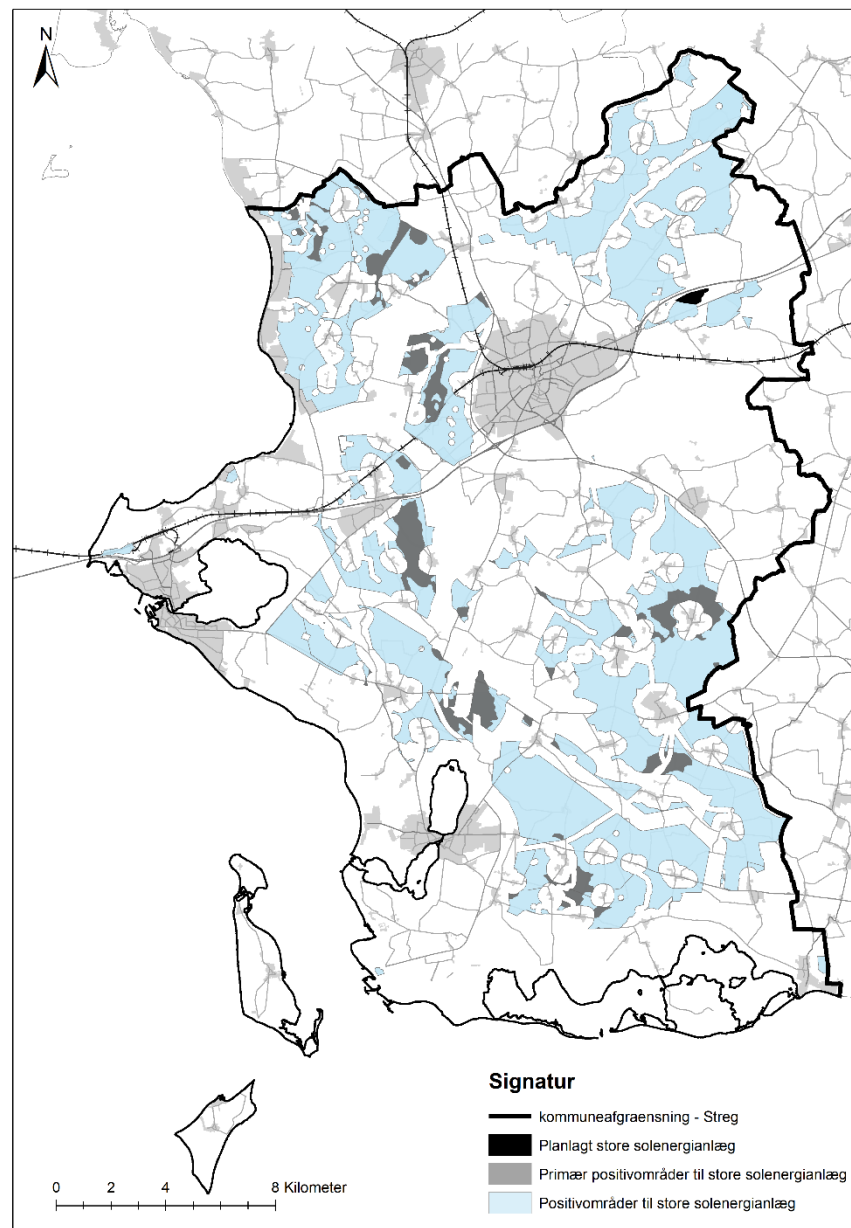 N
Signatur
kommuneafgraensning - Streg
Planlagt store solenergianlæg
Primær positivområder til store solenergianlæg
Positivområder til store solenergianlæg
0 2 4 8 Kilometer